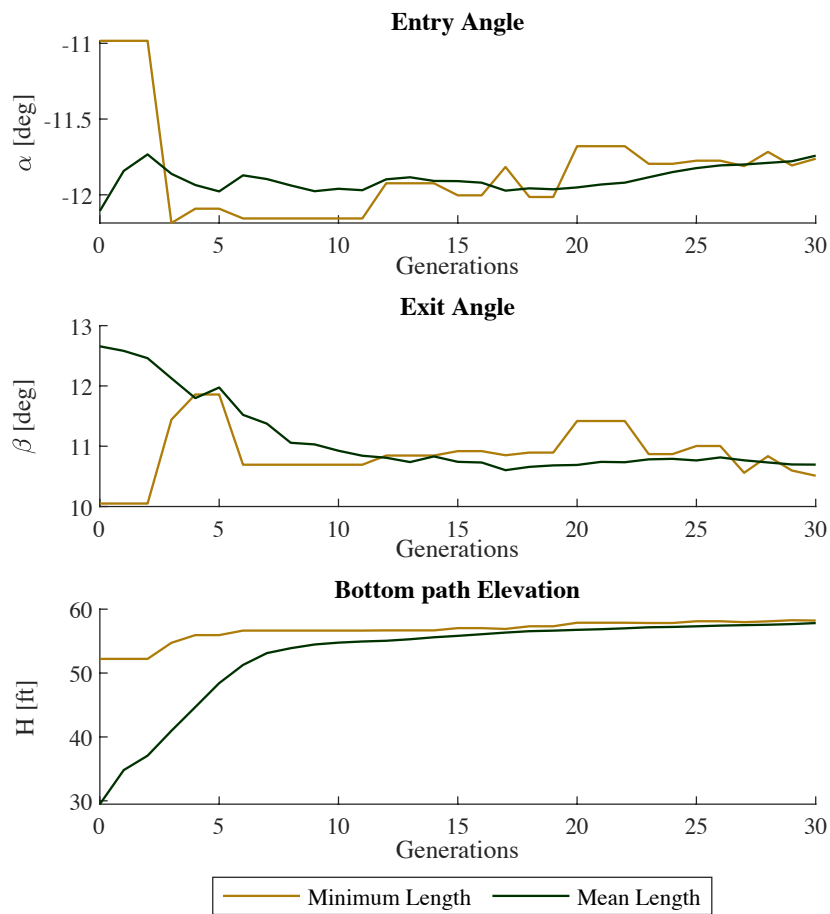 Entry Angle
α [deg]
-11
-11.5
-12
0 5 10 15 20 25 30
Generations
Exit Angle
β [deg]
13
12
11
10
0 5 10 15 20 25 30
Generations
Bottom path Elevation
H [ft]
60
50
40
30
0 5 10 15 20 25 30
Generations
Minimum Length Mean Length